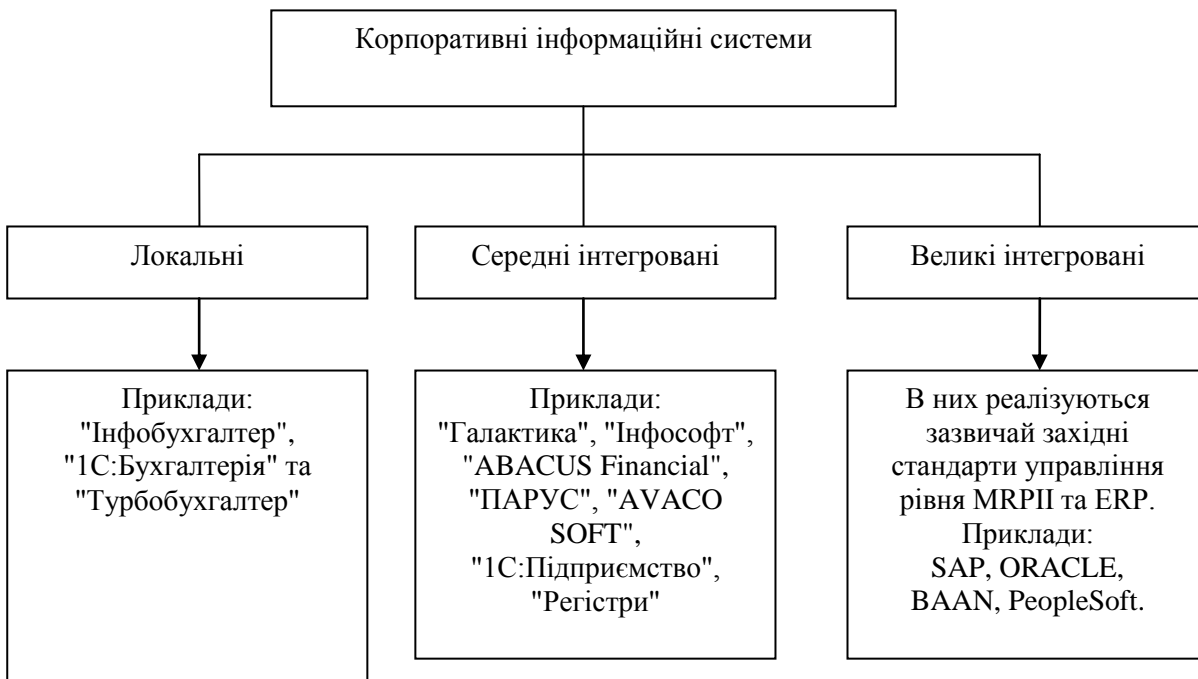 Корпоративні інформаційні системи
Локальні
Середні інтегровані
Великі інтегровані
Приклади:
"Інфобухгалтер",
"1С:Бухгалтерія" та
"Турбобухгалтер"
Приклади:
"Галактика", "Інфософт",
"ABACUS Financial",
"ПАРУС", "AVACO
SOFT",
"1С:Підприємство",
"Регістри"
В них реалізуються
зазвичай західні
стандарти управління
рівня MRPII та ERP.
Приклади:
SAP, ORACLE,
BAAN, PeopleSoft.